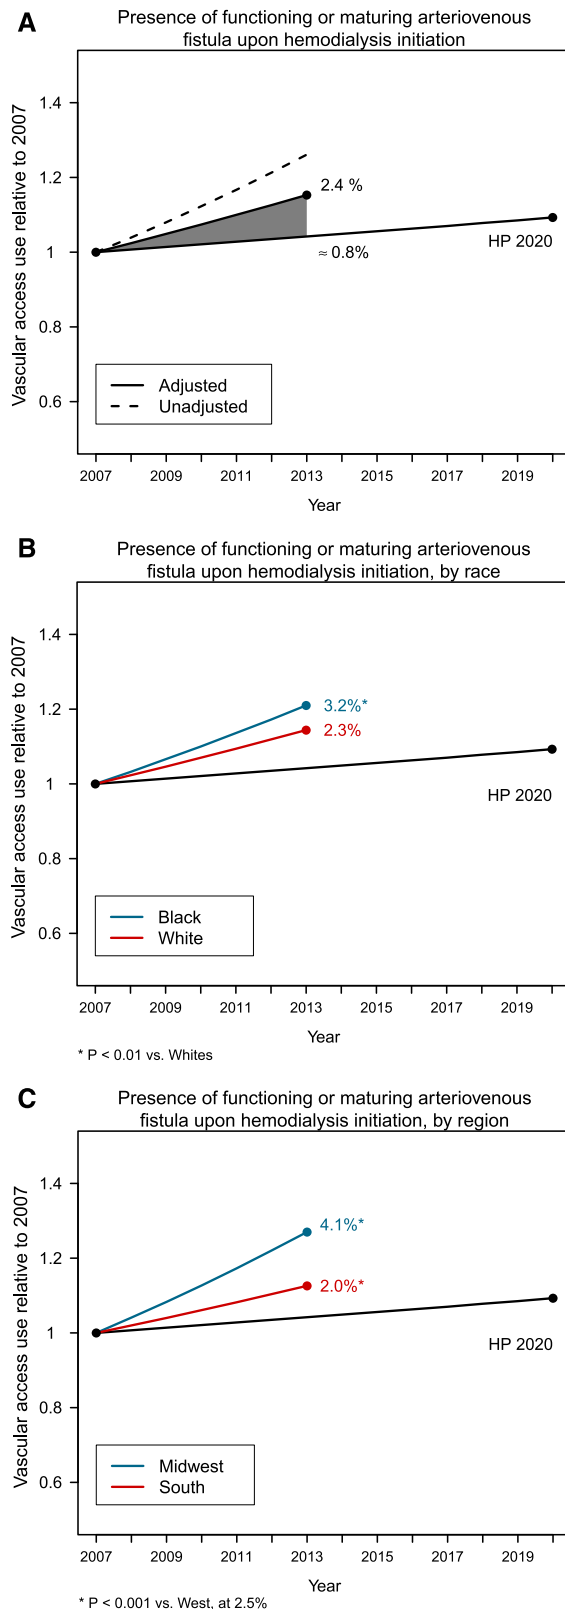 A
Presence of functioning or maturing arteriovenous
fistula upon hemodialysis initiation
Vascular access use relative to 2007
1.4
1.2
1
0.8
0.6
2.4 %
≈ 0.8%
HP 2020
Adjusted
Unadjusted
2007 2009 2011 2013 2015 2017 2019
Year
B
Presence of functioning or maturing arteriovenous
fistula upon hemodialysis initiation, by race
Vascular access use relative to 2007
1.4
1.2
1
0.8
0.6
3.2%*
2.3%
HP 2020
Black
White
2007 2009 2011 2013 2015 2017 2019
Year
* P < 0.01 vs. Whites
C
Presence of functioning or maturing arteriovenous
fistula upon hemodialysis initiation, by region
Vascular access use relative to 2007
1.4
1.2
1
0.8
0.6
4.1%*
2.0%*
HP 2020
Midwest
South
2007 2009 2011 2013 2015 2017 2019
Year
* P < 0.001 vs. West, at 2.5%